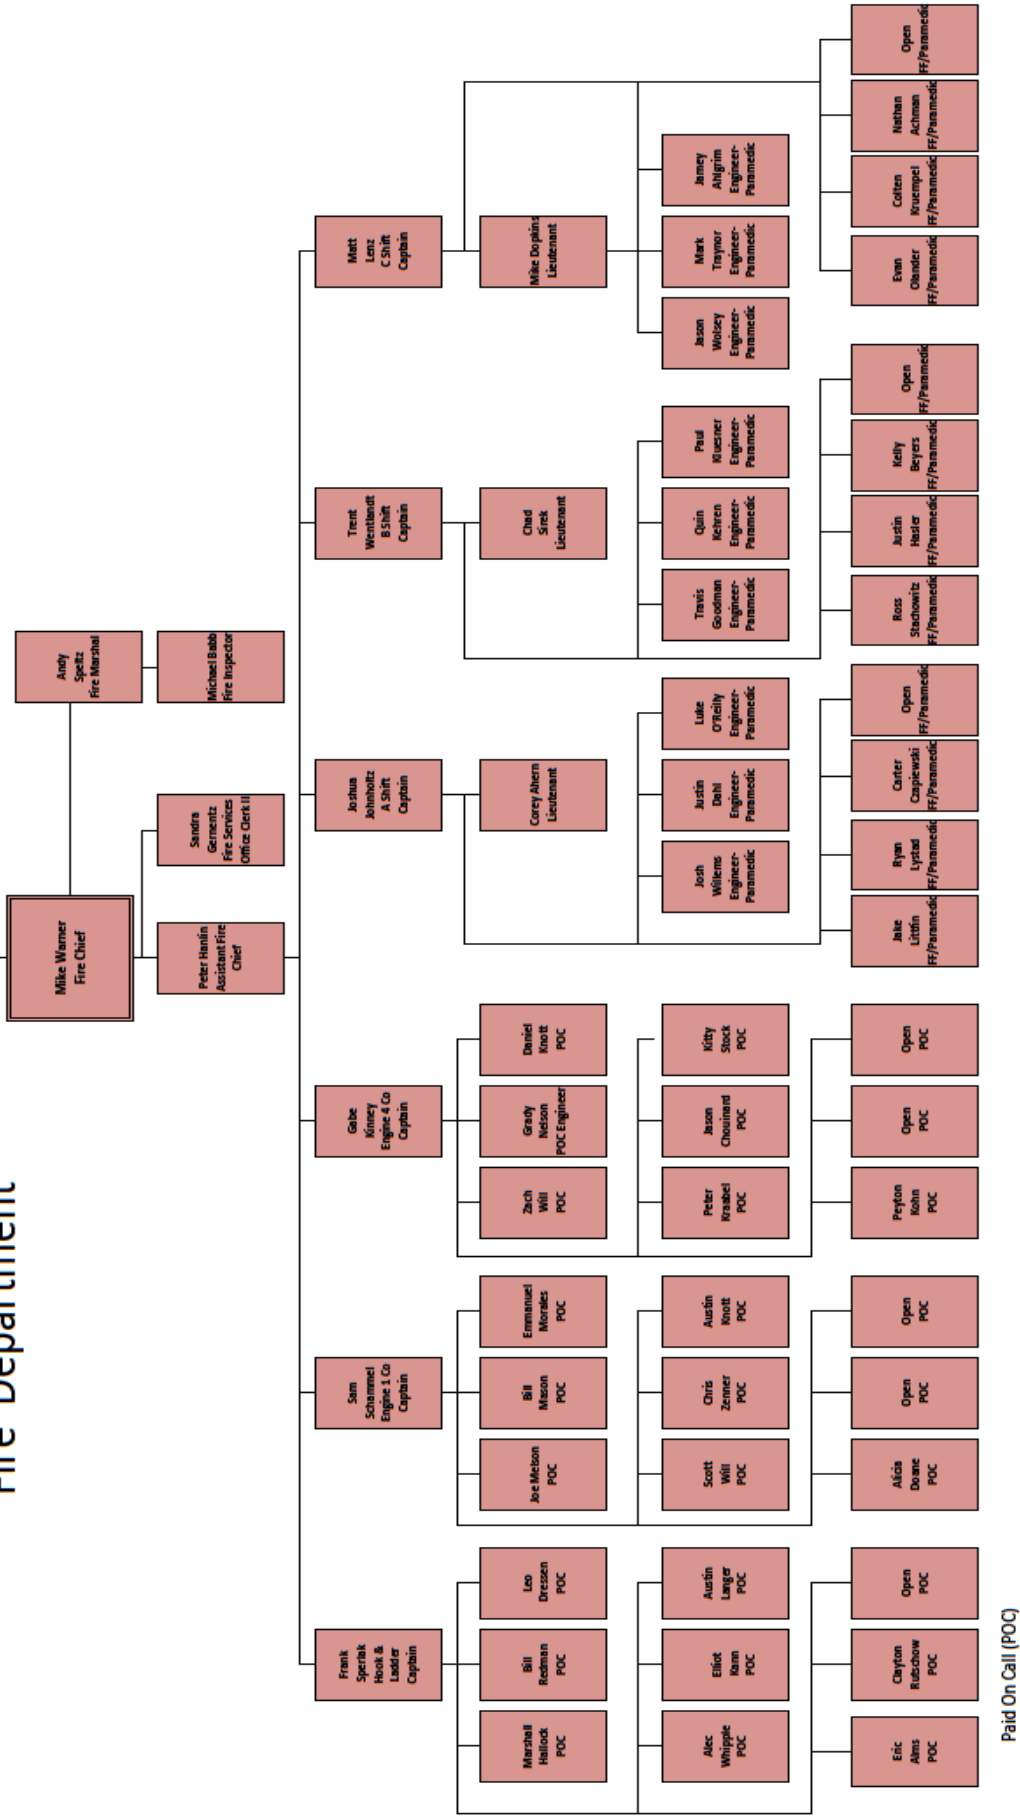 Fire Department
Mike Warner
Fire Chief
Andy
Speltz
Fire Marshal
Peter Hanlin
Assistant Fire
Chief
Sandra
Gernentz
Fire Services
Office Clerk II
Michael Babb
Fire Inspector
Frank
Sperlak
Hook &
Ladder
Captain
Sam
Schammel
Engine 1 Co
Captain
Gabe
Kinney
Engine 4 Co
Captain
Joshua
Johnholtz
A Shift
Captain
Trent
Wentlandt
B Shift
Captain
Matt
Lenz
C Shift
Captain
Marshall
Hallock
POC
Bill
Redman
POC
Leo
Dressen
POC
Joe Melson
POC
Bill
Mason
POC
Emmanuel
Morales
POC
Zach
Will
POC
Grady
Nelson
POC Engineer
Daniel
Knott
POC
Corey Ahern
Lieutenant
Chad
Sirek
Lieutenant
Mike Dopkins
Lieutenant
Alec
Whipple
POC
Elliot
Kann
POC
Austin
Langer
POC
Scott
Will
POC
Chris
Zenner
POC
Austin
Knott
POC
Peter
Kraabel
POC
Jason
Chouinard
POC
Kitty
Stock
POC
Josh
Willems
Engineer-
Paramedic
Justin
Dahl
Engineer-
Paramedic
Luke
O'Reilly
Engineer-
Paramedic
Travis
Goodman
Engineer-
Paramedic
Quin
Kehren
Engineer-
Paramedic
Paul
Kluesner
Engineer-
Paramedic
Jason
Wolsey
Engineer-
Paramedic
Mark
Traynor
Engineer-
Paramedic
Jamey
Ahlgrim
Engineer-
Paramedic
Eric
Alms
POC
Clayton
Rutschow
POC
Open
POC
Alicia
Doane
POC
Open
POC
Open
POC
Peyton
Kohn
POC
Open
POC
Open
POC
Jake
Littfin
FF/Paramedic
Ryan
Lystad
FF/Paramedic
Carter
Czapiewski
FF/Paramedic
Open
FF/Paramedic
Ross
Stachowitz
FF/Paramedic
Justin
Hasler
FF/Paramedic
Kelly
Beyers
FF/Paramedic
Open
FF/Paramedic
Evan
Olander
FF/Paramedic
Colten
Kruempel
FF/Paramedic
Nathan
Achman
FF/Paramedic
Open
FF/Paramedic
Paid On Call (POC)